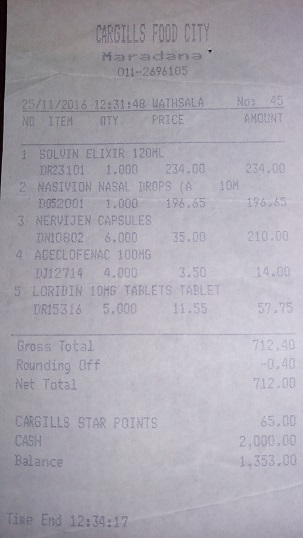 CARGILLS FOOD CITY
Maradana
011-2696105
25/11/2016 12:31:48 WATHSALA No: 45
NO ITEM QTY PRICE AMOUNT
1 SOLVIN ELIXIR 120ML
DR23101 1.000 234.00 234.00
2 NASIVION NASAL DROPS (A 10M
DO52001 1.000 196.65 196.65
3 NERVIJEN CAPSULES
DN10802 6.000 35.00 210.00
4 ACECLOFENAC 100MG
DJ12714 4.000 3.50 14.00
5 LORIDIN 10MG TABLETS TABLET
DR15316 5.000 11.55 57.75
Gross Total 712.40
Rounding Off -0.40
Net Total 712.00
CARGILLS STAR POINTS 65.00
CASH 2,000.00
Balance 1,353.00
Time End 12:34:17